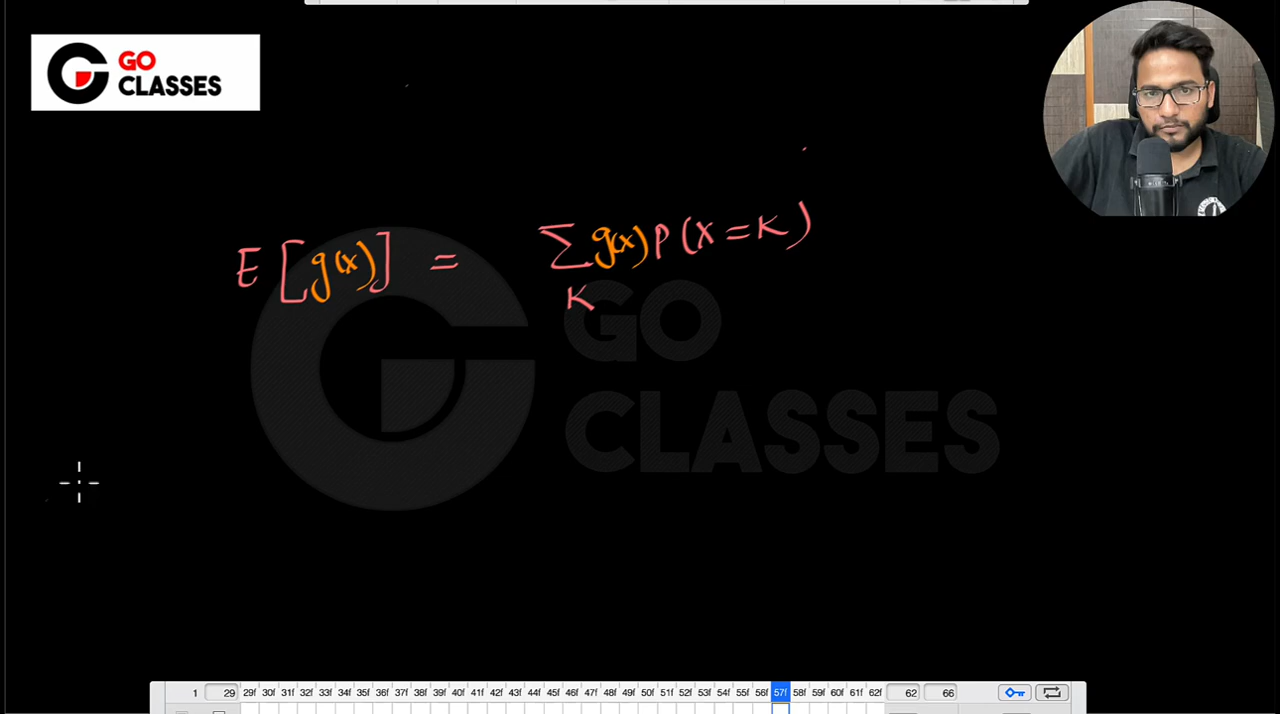 GO
CLASSES
E [g(x)] = ∑ g(x) P(x=K)
K
GO
CLASSES
1 29 29f 30f 31f 32f 33f 34f 35f 36f 37f 38f 39f 40f 41f 42f 43f 44f 45f 46f 47f 48f 49f 50f 51f 52f 53f 54f 55f 56f 57f 58f 59f 60f 61f 62f 62 66